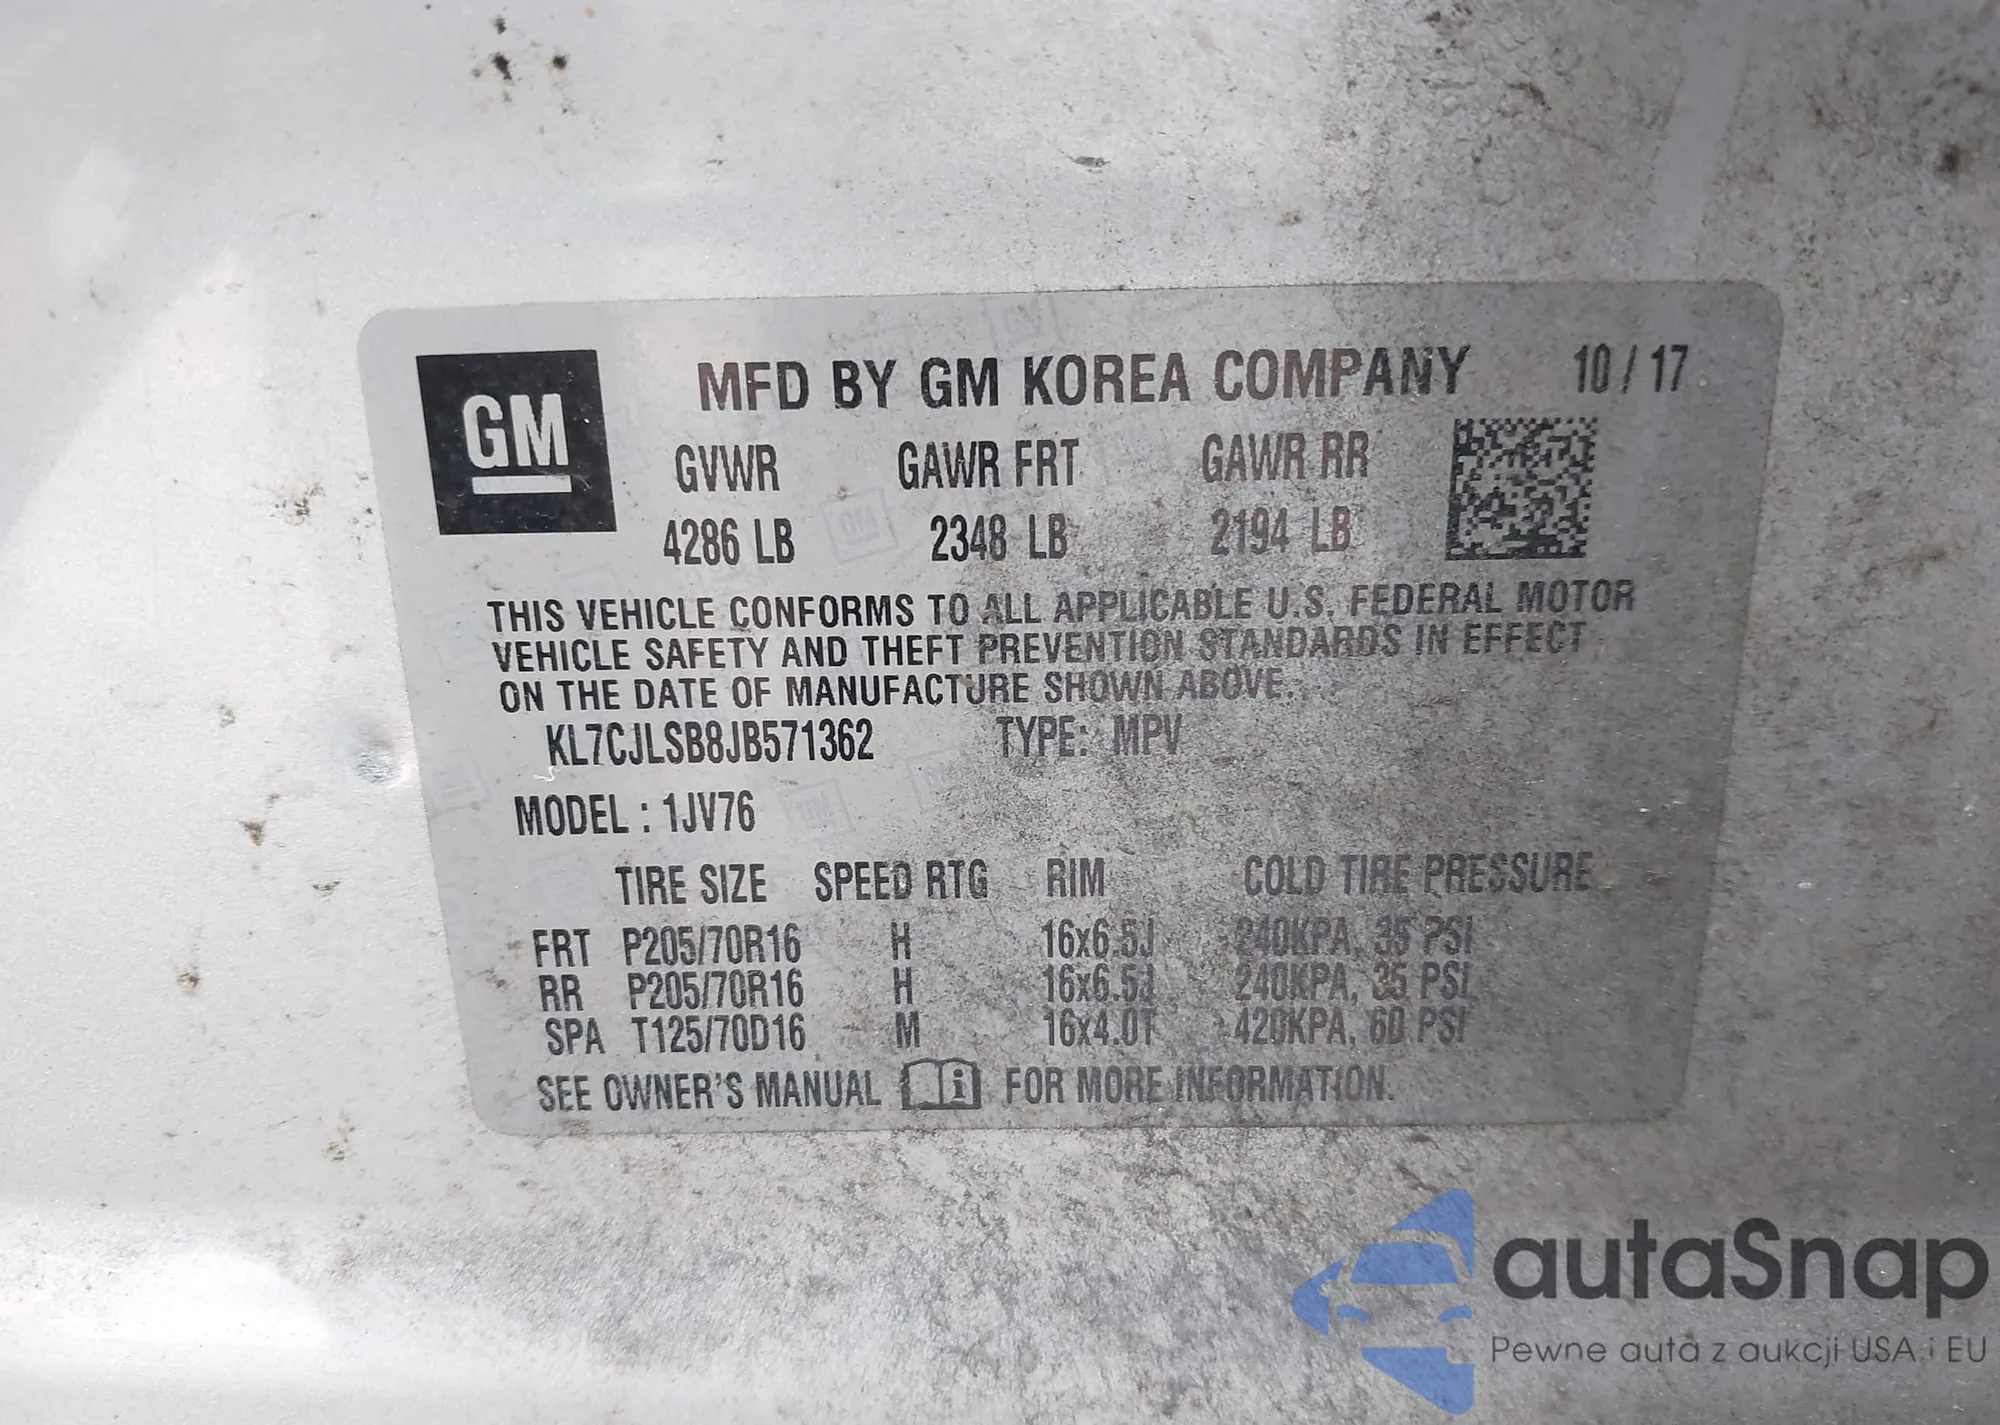 GM
MFD BY GM KOREA COMPANY 10 / 17
GVWR GAWR FRT GAWR RR
4286 LB 2348 LB 2194 LB
THIS VEHICLE CONFORMS TO ALL APPLICABLE U.S. FEDERAL MOTOR
VEHICLE SAFETY AND THEFT PREVENTION STANDARDS IN EFFECT
ON THE DATE OF MANUFACTURE SHOWN ABOVE.
KL7CJLSB8JB571362 TYPE: MPV
MODEL : 1JV76
TIRE SIZE SPEED RTG RIM COLD TIRE PRESSURE
FRT P205/70R16 H 16x6.5J 240KPA, 35 PSI
RR P205/70R16 H 16x6.5J 240KPA, 35 PSI
SPA T125/70D16 M 16x4.0T 420KPA, 60 PSI
SEE OWNER'S MANUAL i FOR MORE INFORMATION.
autaSnap
Pewne auta z aukcji USA i EU